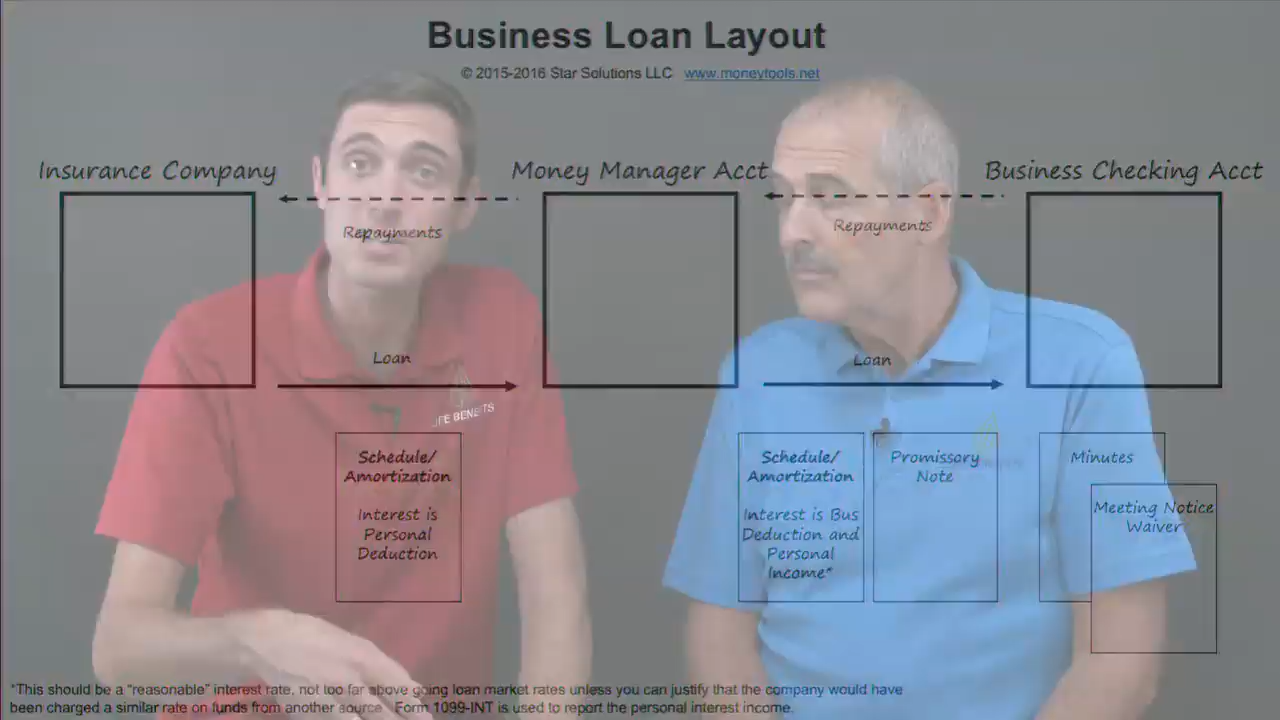 Business Loan Layout
© 2015-2016 Star Solutions LLC www.moneytools.net
Insurance Company
Money Manager Acct
Business Checking Acct
Repayments
Repayments
Loan
Loan
LIFE BENEFITS
Schedule/
Amortization
Interest is
Personal
Deduction
Schedule/
Amortization
Interest is Bus
Deduction and
Personal
Income*
Promissory
Note
Minutes
Meeting Notice
Waiver
*This should be a "reasonable" interest rate, not too far above going loan market rates unless you can justify that the company would have
been charged a similar rate on funds from another source. Form 1099-INT is used to report the personal interest income.